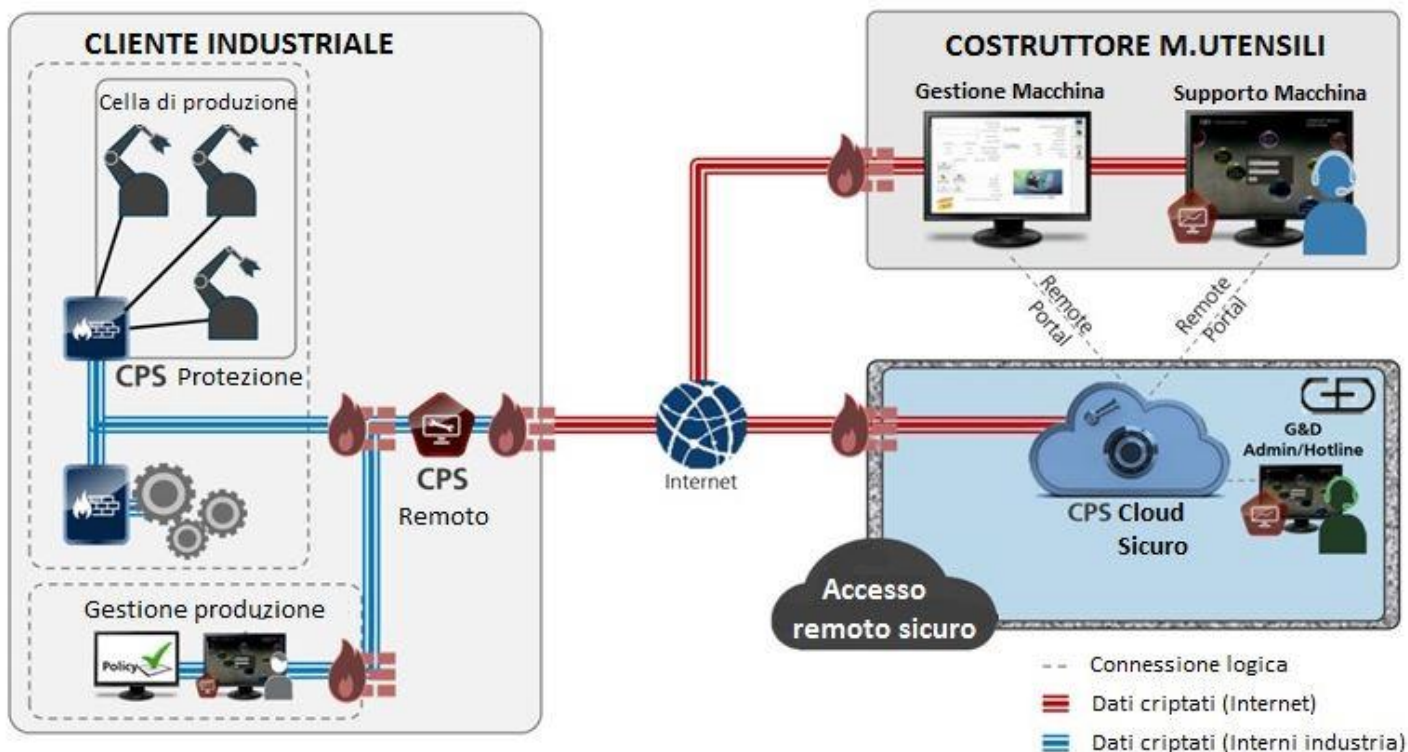 CLIENTE INDUSTRIALE
Cella di produzione
CPS Protezione
CPS
Remoto
Gestione produzione
Policy
Internet
COSTRUTTORE M.UTENSILI
Gestione Macchina
Supporto Macchina
Remote
Portal
Remote
Portal
G&D
Admin/Hotline
CPS Cloud
Sicuro
Accesso
remoto sicuro
Connessione logica
Dati criptati (Internet)
Dati criptati (Interni industria)